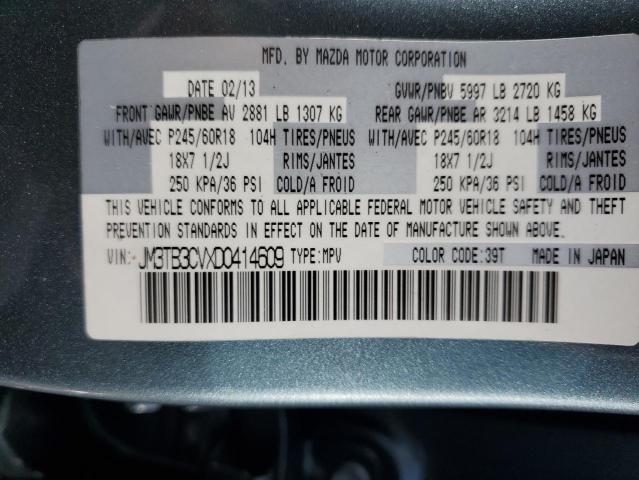 MFD. BY MAZDA MOTOR CORPORATION
DATE 02/13 GVWR/PNBV 5997 LB 2720 KG
FRONT GAWR/PNBE AV 2881 LB 1307 KG REAR GAWR/PNBE AR 3214 LB 1458 KG
WITH/AVEC P245/60R18 104H TIRES/PNEUS WITH/AVEC P245/60R18 104H TIRES/PNEUS
18X7 1/2J RIMS/JANTES 18X7 1/2J RIMS/JANTES
250 KPA/36 PSI COLD/A FROID 250 KPA/36 PSI COLD/A FROID
THIS VEHICLE CONFORMS TO ALL APPLICABLE FEDERAL MOTOR VEHICLE SAFETY AND THEFT
PREVENTION STANDARDS IN EFFECT ON THE DATE OF MANUFACTURE SHOWN ABOVE.
VIN: JM3TB3CVXD0414609 TYPE:MPV COLOR CODE:39T MADE IN JAPAN